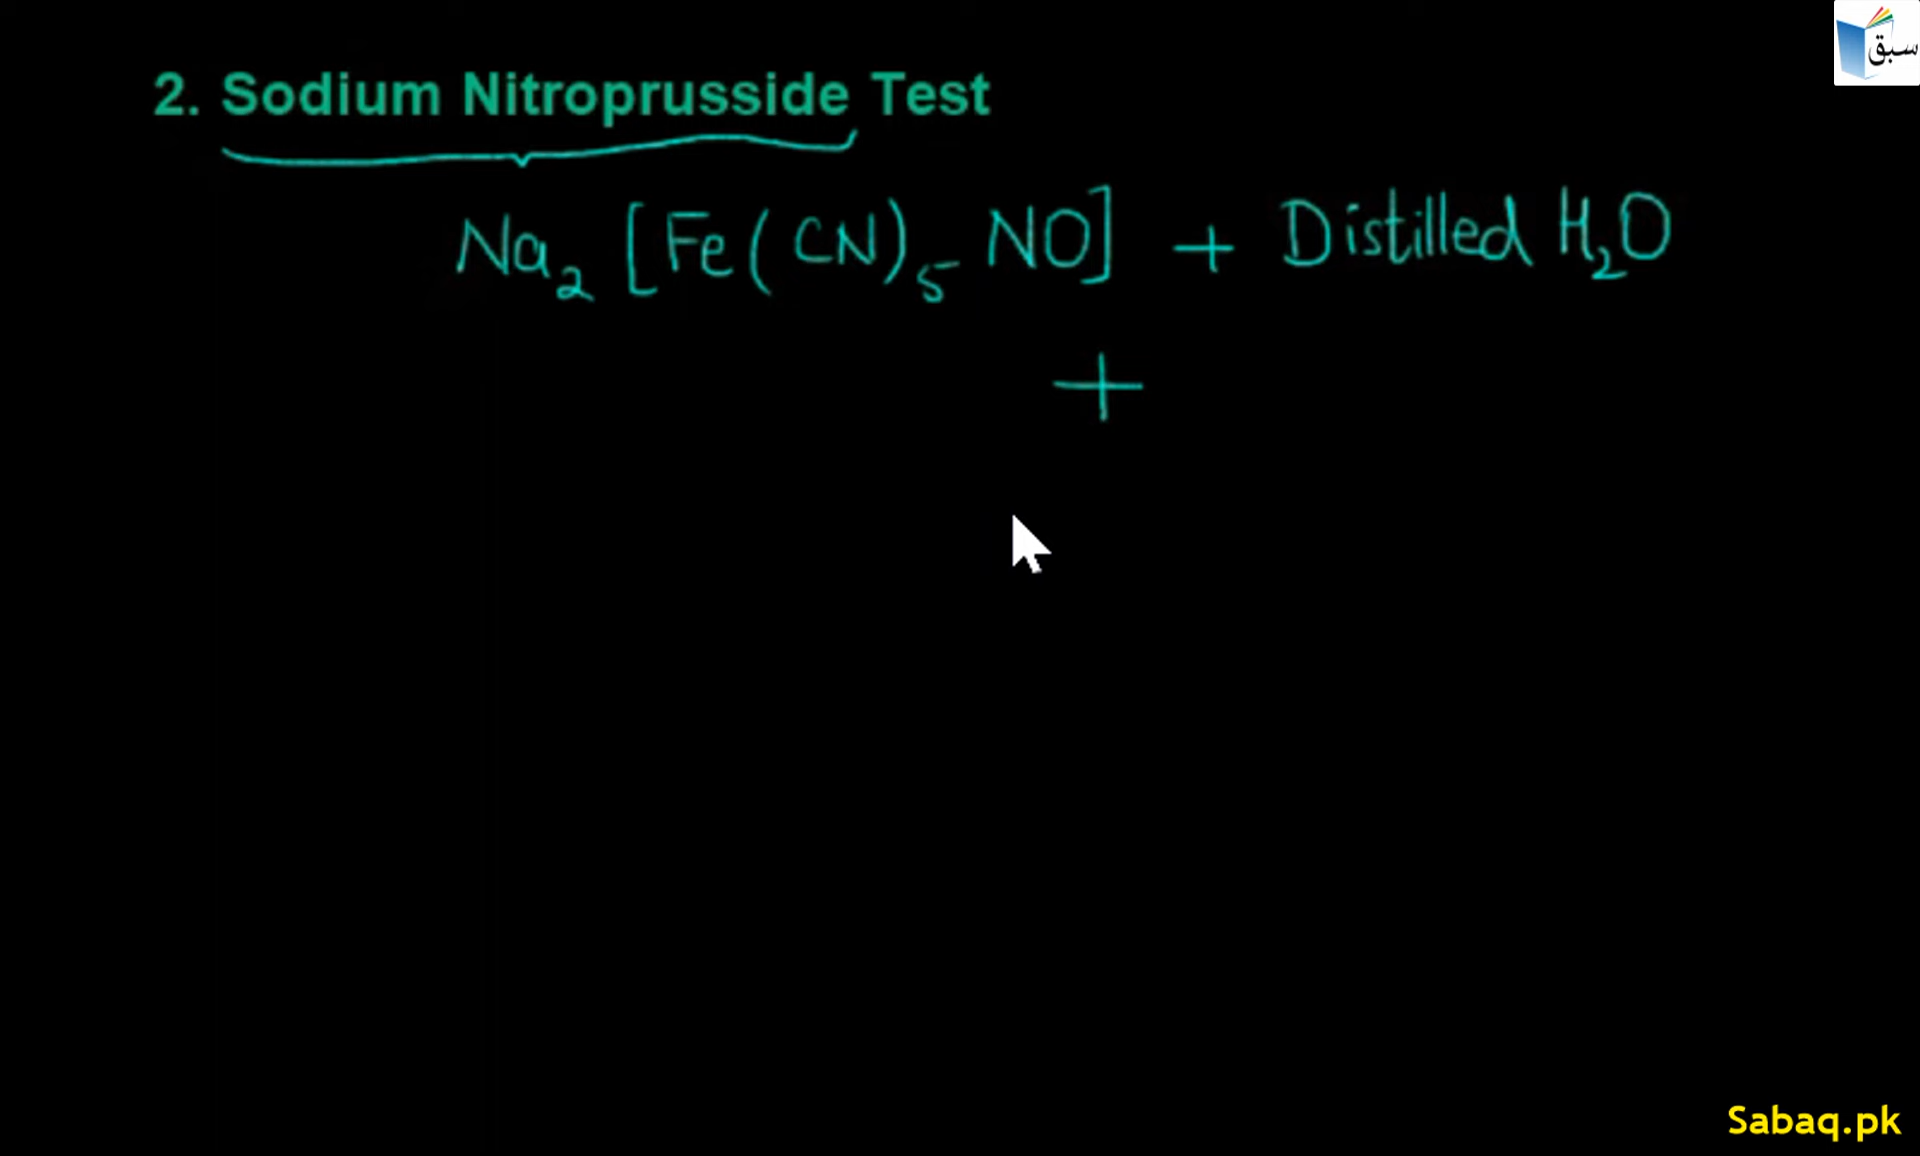 سبق
2. Sodium Nitroprusside Test
Na₂ [Fe(CN)₅ NO] + Distilled H₂O
+
Sabaq.pk